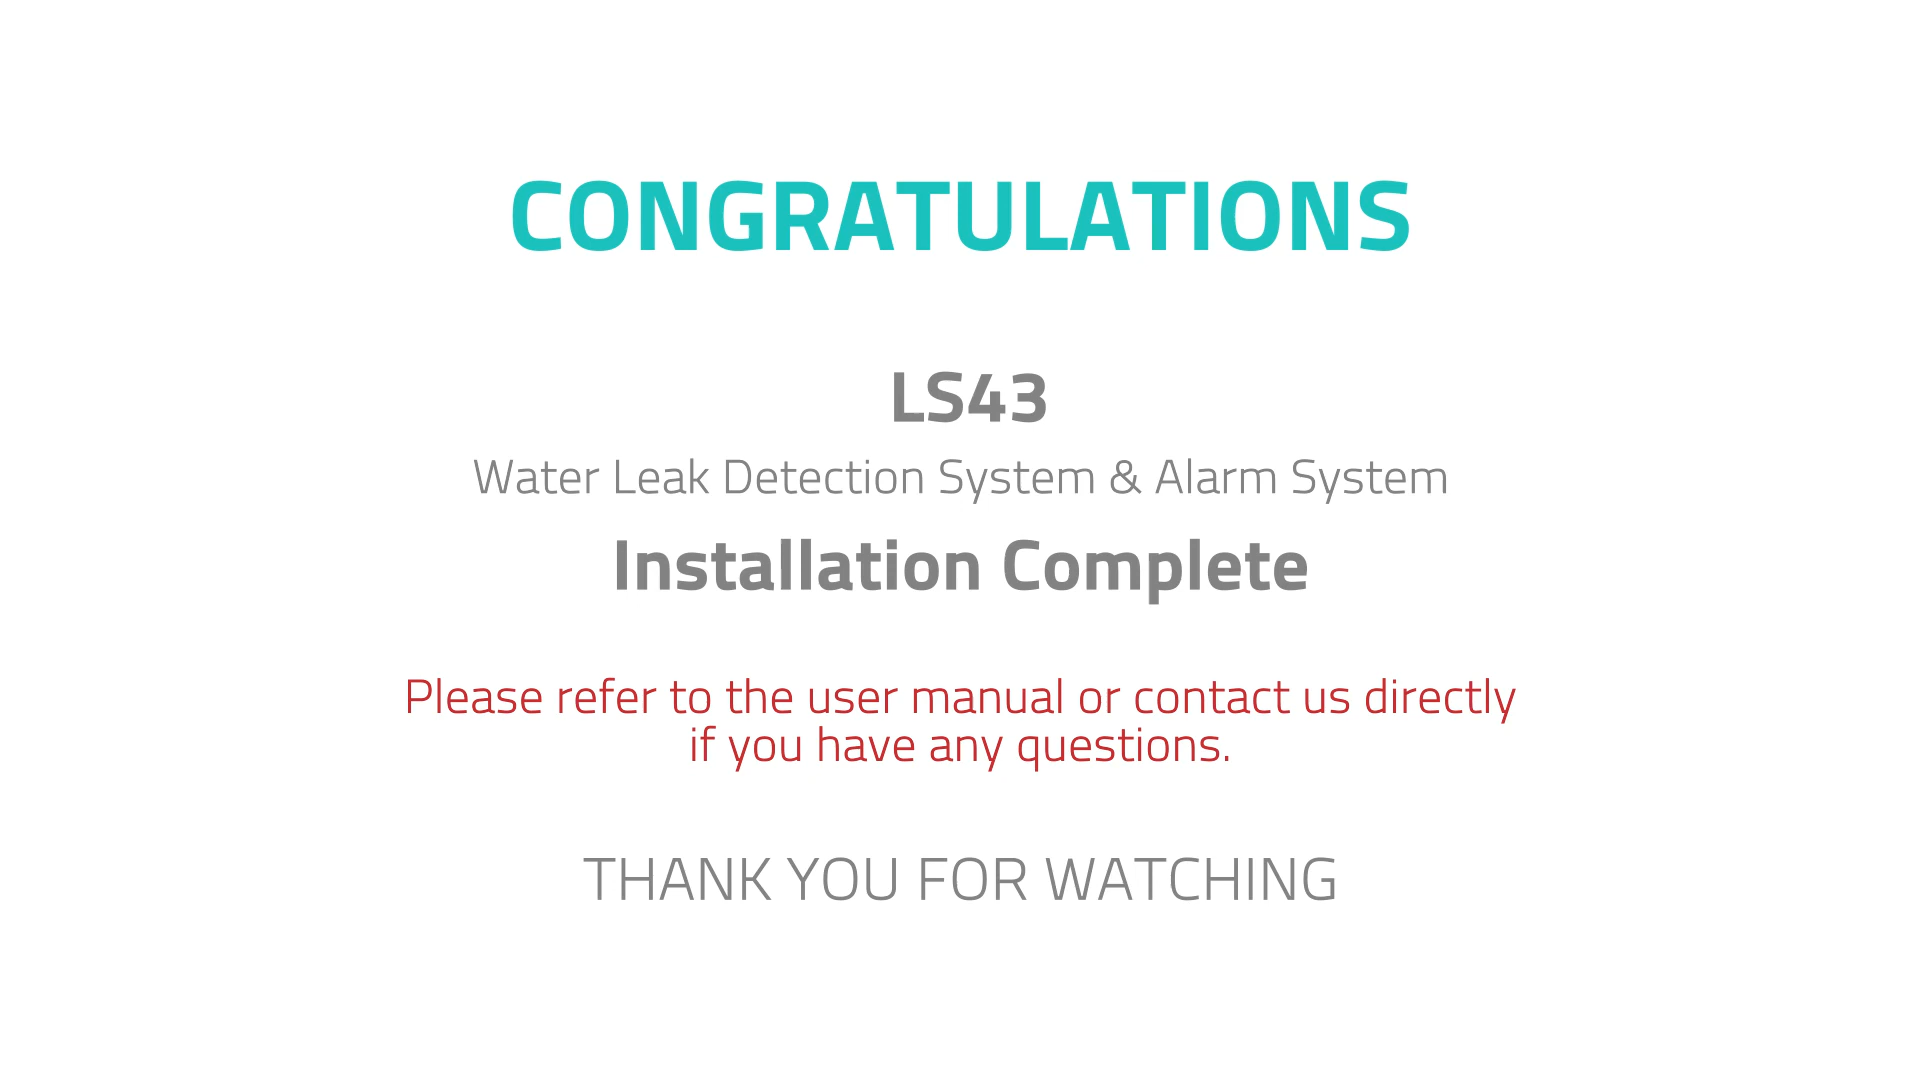 CONGRATULATIONS
LS43
Water Leak Detection System & Alarm System
Installation Complete
Please refer to the user manual or contact us directly
if you have any questions.
THANK YOU FOR WATCHING